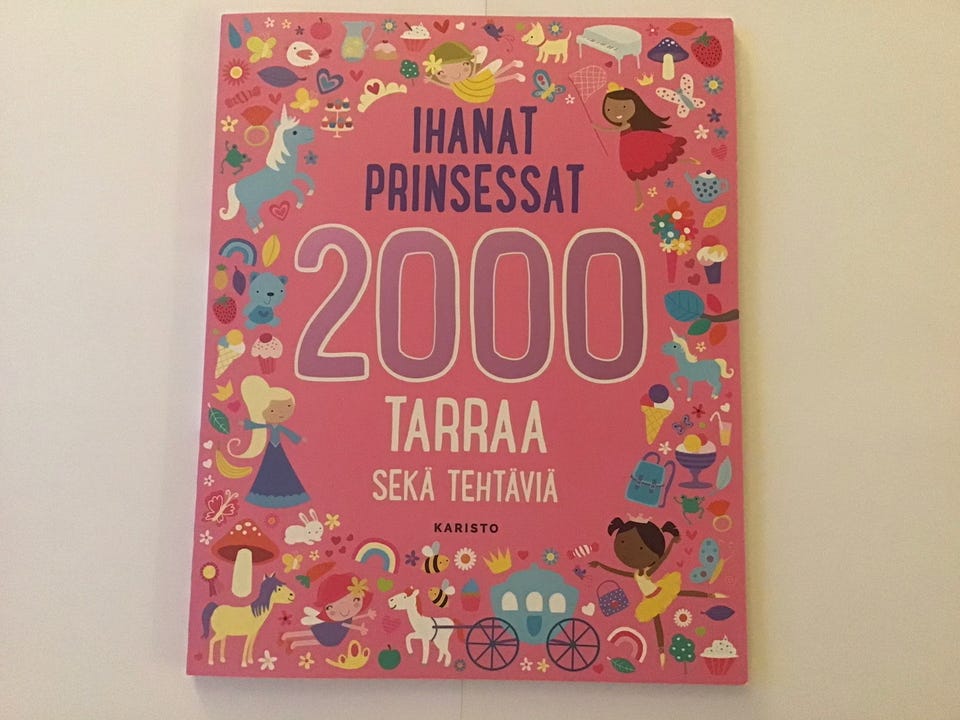 IHANAT
PRINSESSAT
2000
TARRAA
SEKÄ TEHTÄVIÄ
KARISTO